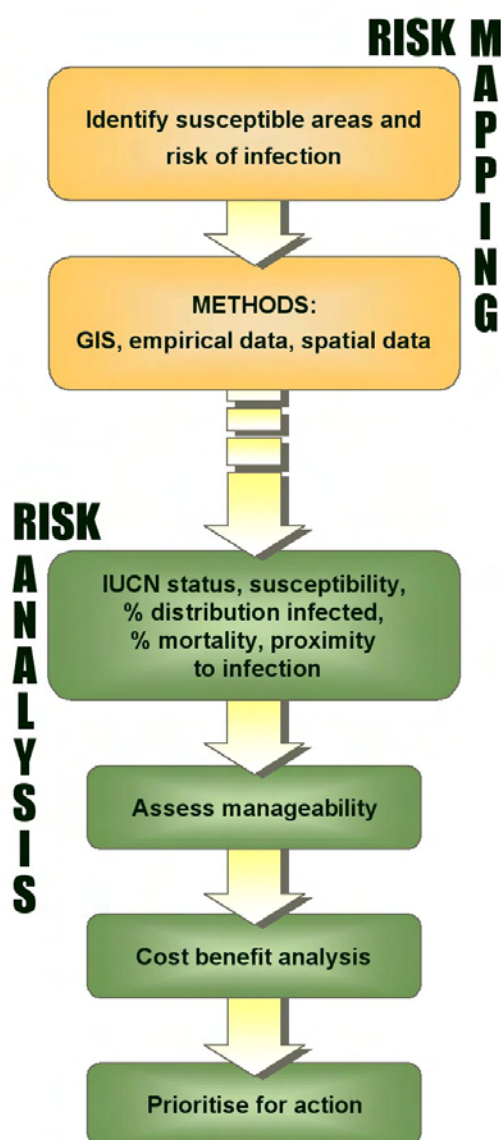 RISK MAPPING
Identify susceptible areas and
risk of infection
METHODS:
GIS, empirical data, spatial data
RISK ANALYSIS
IUCN status, susceptibility,
% distribution infected,
% mortality, proximity
to infection
Assess manageability
Cost benefit analysis
Prioritise for action